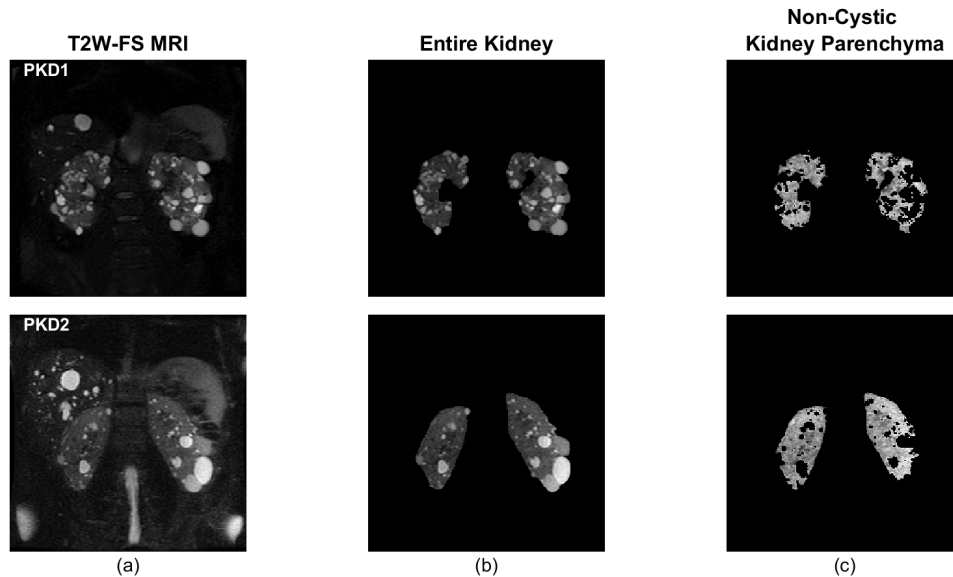 T2W-FS MRI
Entire Kidney
Non-Cystic
Kidney Parenchyma
PKD1
PKD2
(a)
(b)
(c)